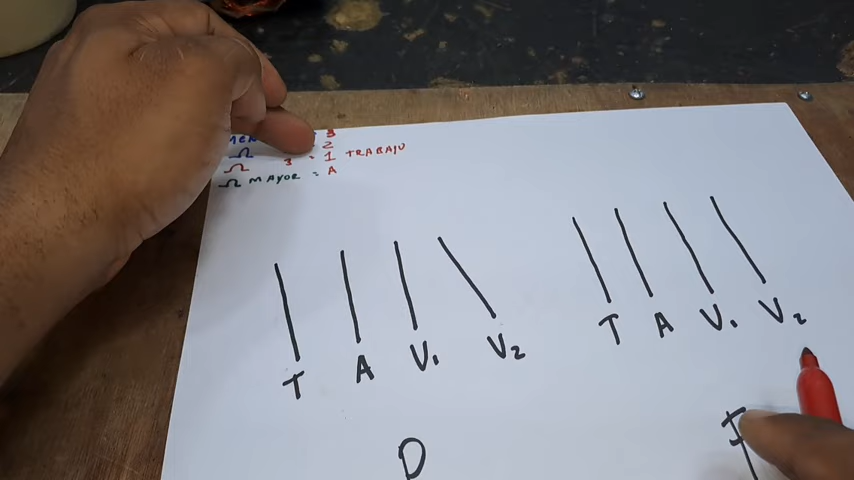 3
2
Ω 3 = 1 TRABAJO
Ω MAYOR = A
T A V1 V2
T A V1 V2
D